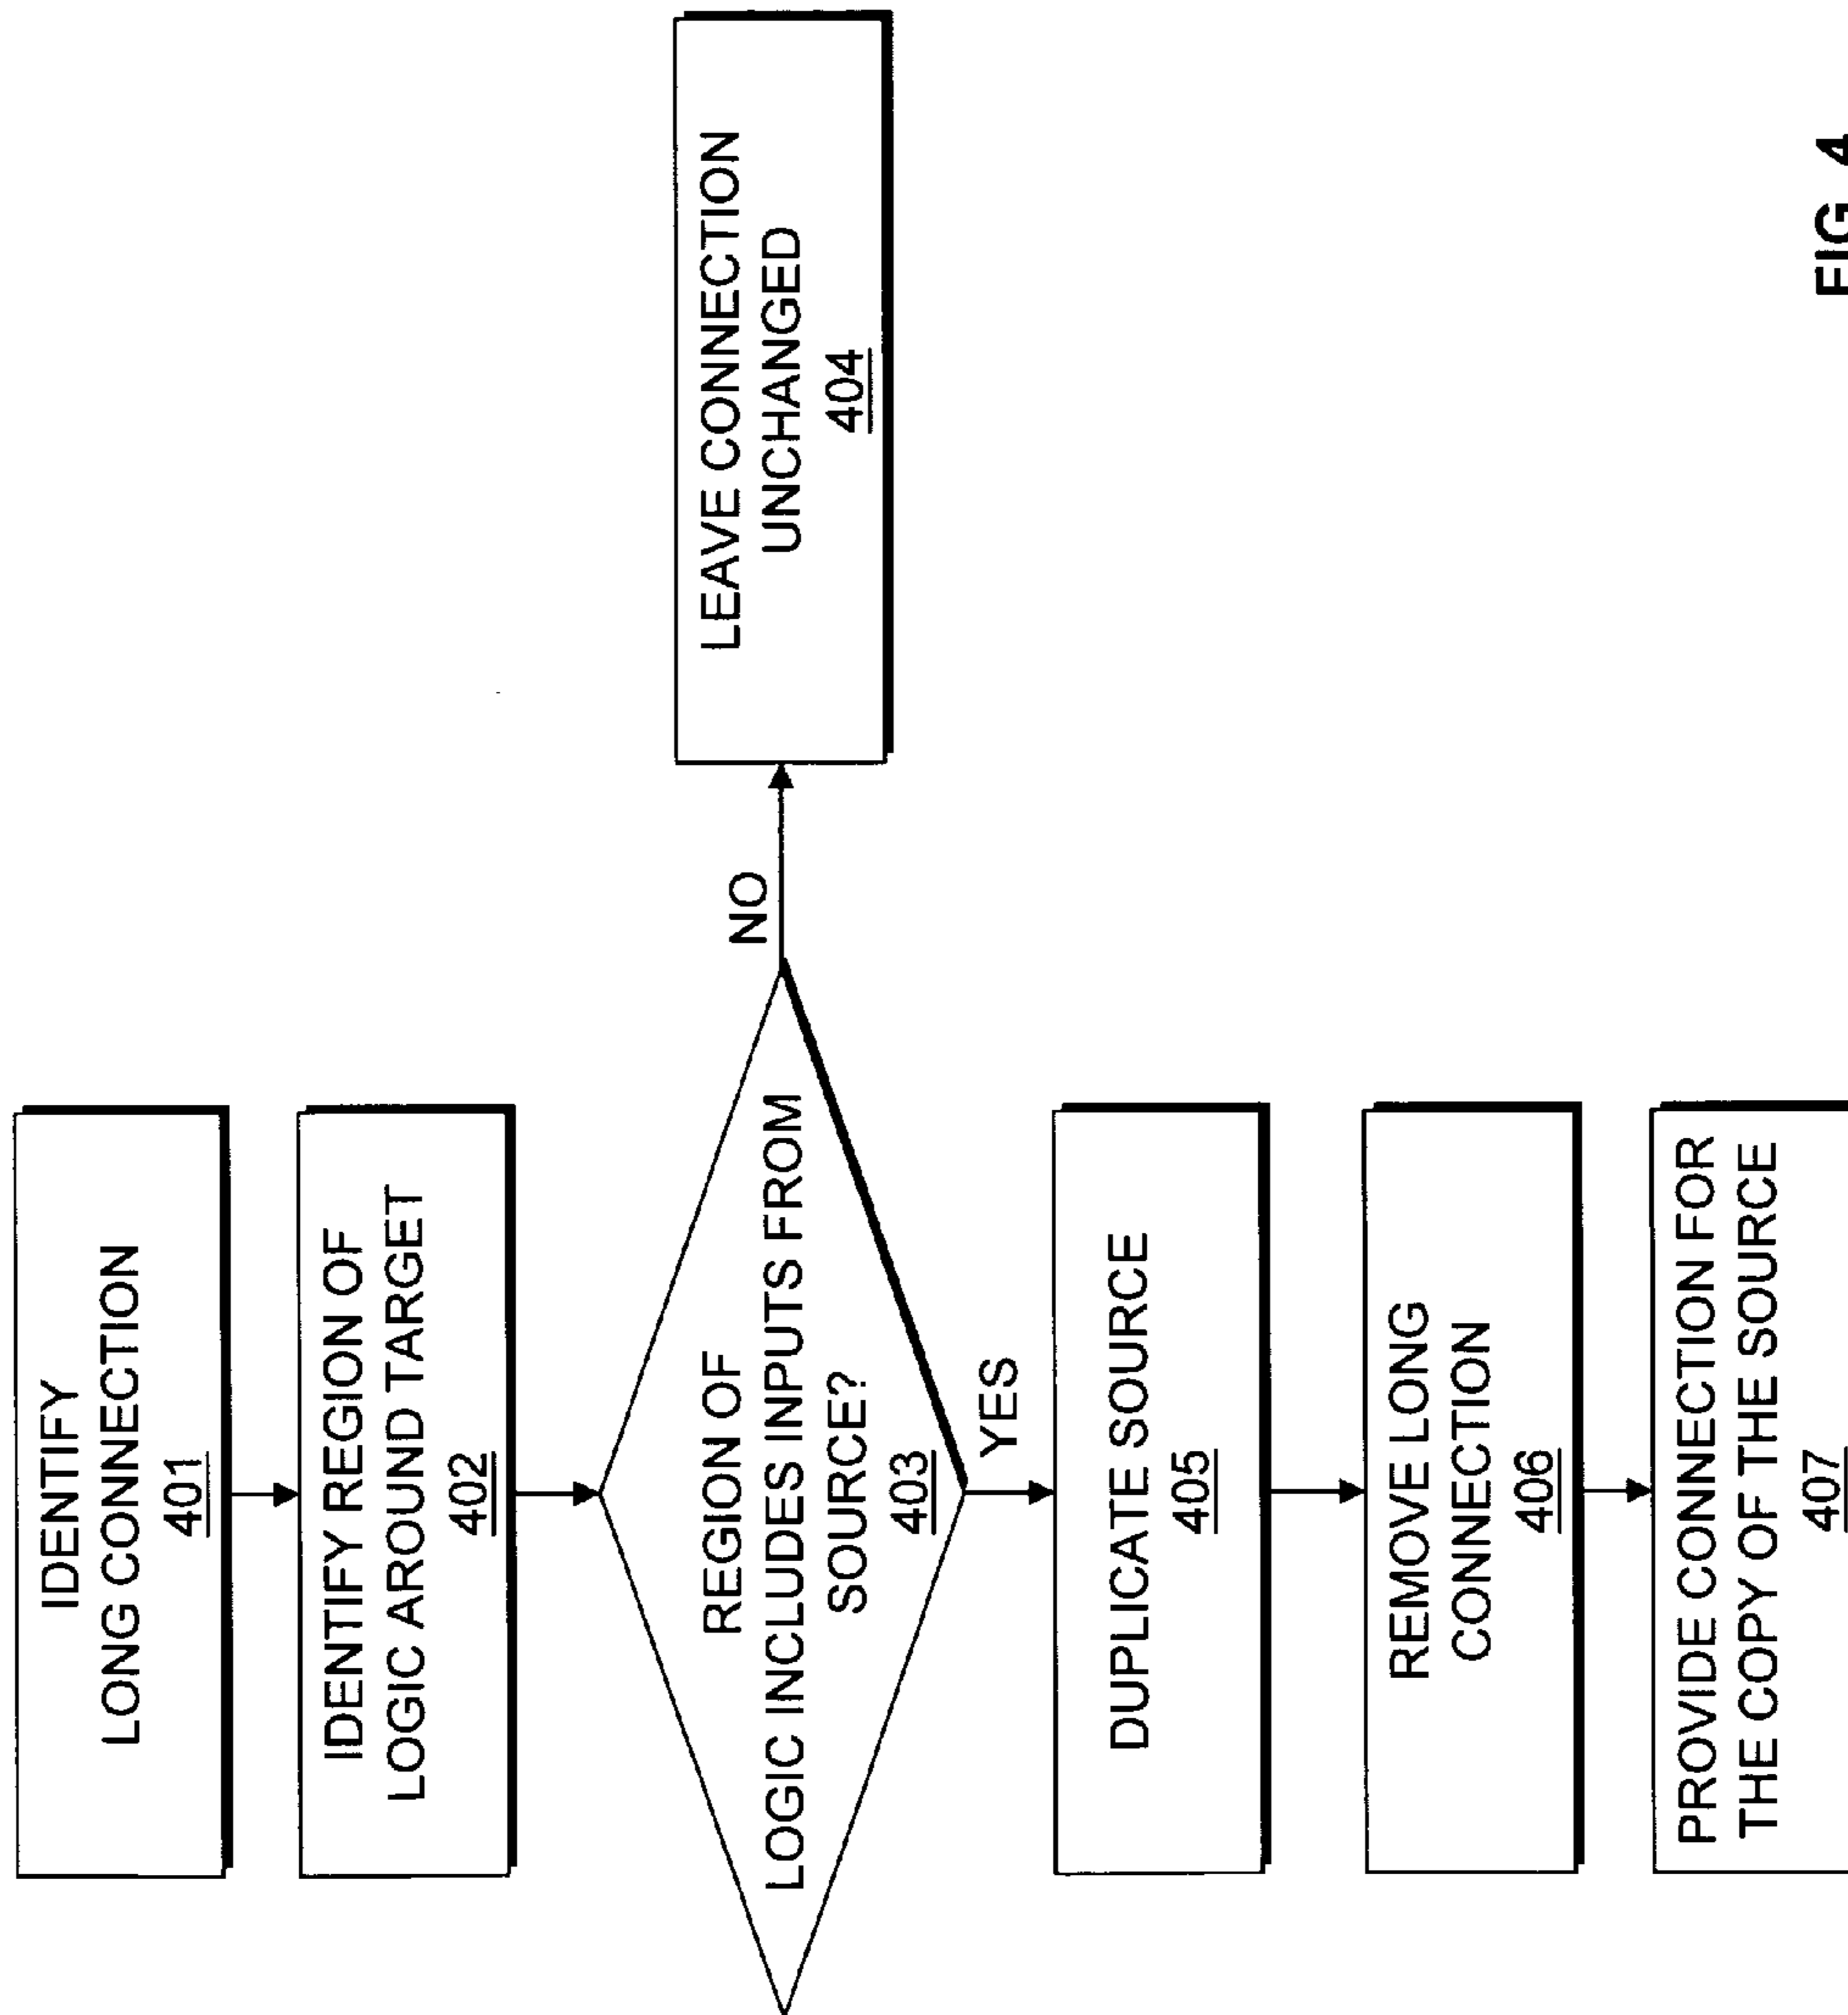 IDENTIFY
LONG CONNECTION
401
IDENTIFY REGION OF
LOGIC AROUND TARGET
402
REGION OF
LOGIC INCLUDES INPUTS FROM
SOURCE?
403
NO
LEAVE CONNECTION
UNCHANGED
404
YES
DUPLICATE SOURCE
405
REMOVE LONG
CONNECTION
406
PROVIDE CONNECTION FOR
THE COPY OF THE SOURCE
407
FIG. 4